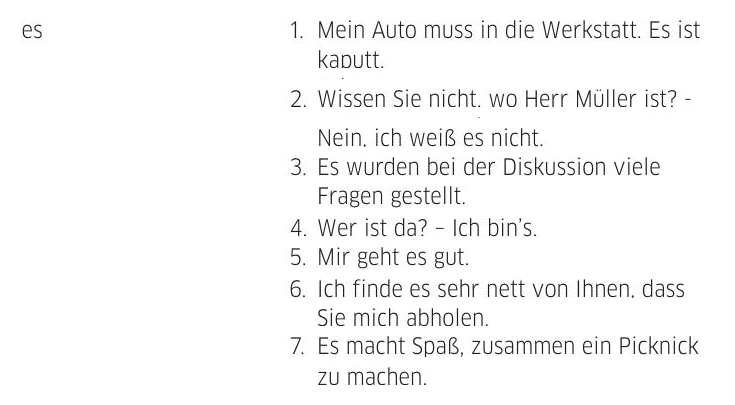 es
1. Mein Auto muss in die Werkstatt. Es ist
kaputt.
2. Wissen Sie nicht, wo Herr Müller ist? -
Nein, ich weiß es nicht.
3. Es wurden bei der Diskussion viele
Fragen gestellt.
4. Wer ist da? – Ich bin’s.
5. Mir geht es gut.
6. Ich finde es sehr nett von Ihnen, dass
Sie mich abholen.
7. Es macht Spaß, zusammen ein Picknick
zu machen.